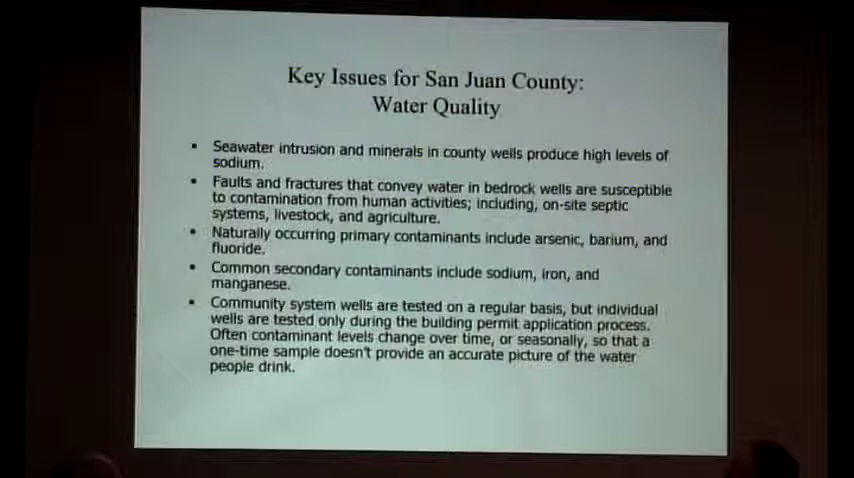 Key Issues for San Juan County:
Water Quality
• Seawater intrusion and minerals in county wells produce high levels of
sodium.
• Faults and fractures that convey water in bedrock wells are susceptible
to contamination from human activities; including, on-site septic
systems, livestock, and agriculture.
• Naturally occurring primary contaminants include arsenic, barium, and
fluoride.
• Common secondary contaminants include sodium, iron, and
manganese.
• Community system wells are tested on a regular basis, but individual
wells are tested only during the building permit application process.
Often contaminant levels change over time, or seasonally, so that a
one-time sample doesn't provide an accurate picture of the water
people drink.